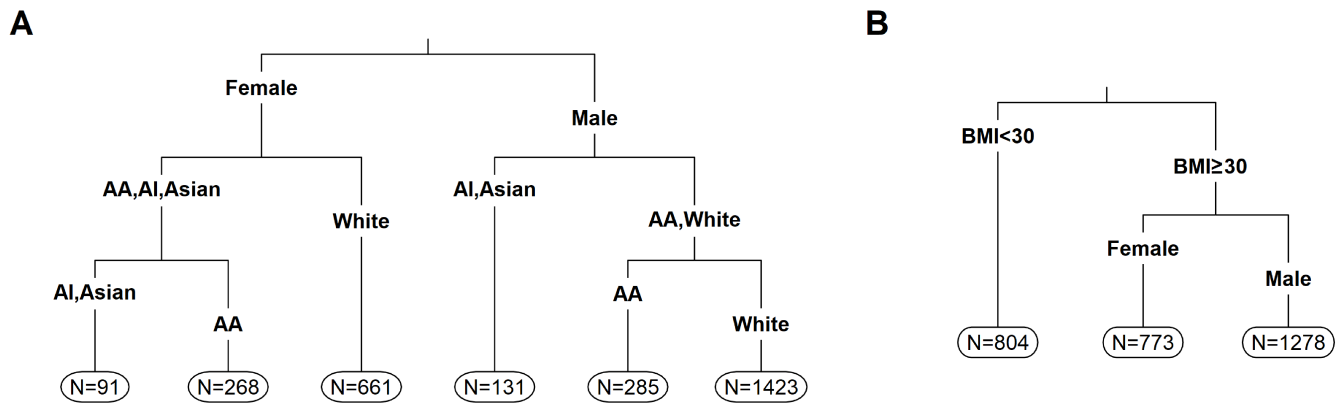 A
Female
Male
AA,AI,Asian
White
AI,Asian
AA,White
AI,Asian
AA
AA
White
N=91
N=268
N=661
N=131
N=285
N=1423
B
BMI<30
BMI≥30
Female
Male
N=804
N=773
N=1278